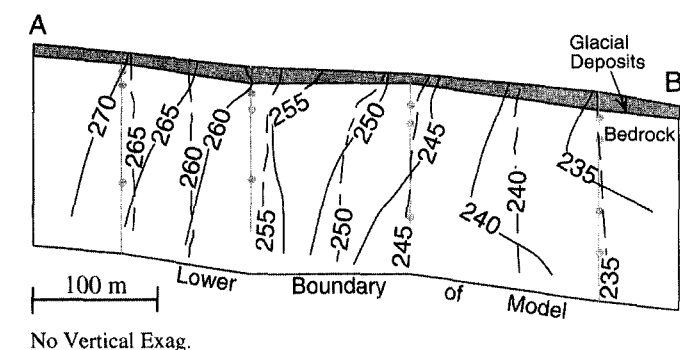 A
Glacial
Deposits
B
Bedrock
270
265
265
260
260
255
255
250
250
245
245
240
240
235
235
Lower Boundary of Model
100 m
No Vertical Exag.